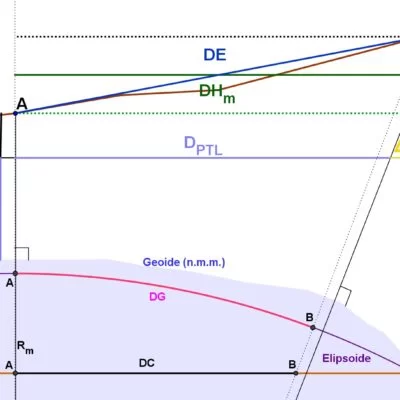 DE
DHm
A
DPTL
Geoide (n.m.m.)
A
DG
B
Rm
Elipsoide
A
DC
B